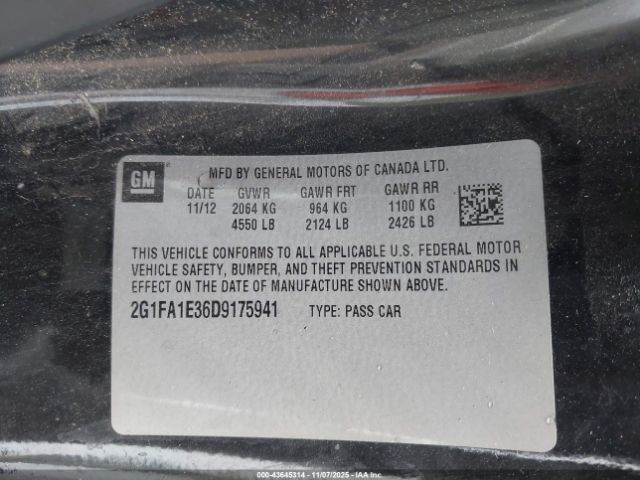 GM
MFD BY GENERAL MOTORS OF CANADA LTD.
DATE GVWR GAWR FRT GAWR RR
11/12 2064 KG 964 KG 1100 KG
4550 LB 2124 LB 2426 LB
THIS VEHICLE CONFORMS TO ALL APPLICABLE U.S. FEDERAL MOTOR
VEHICLE SAFETY, BUMPER, AND THEFT PREVENTION STANDARDS IN
EFFECT ON THE DATE OF MANUFACTURE SHOWN ABOVE.
2G1FA1E36D9175941 TYPE: PASS CAR
000-43645314 - 11/07/2025 - IAA Inc.